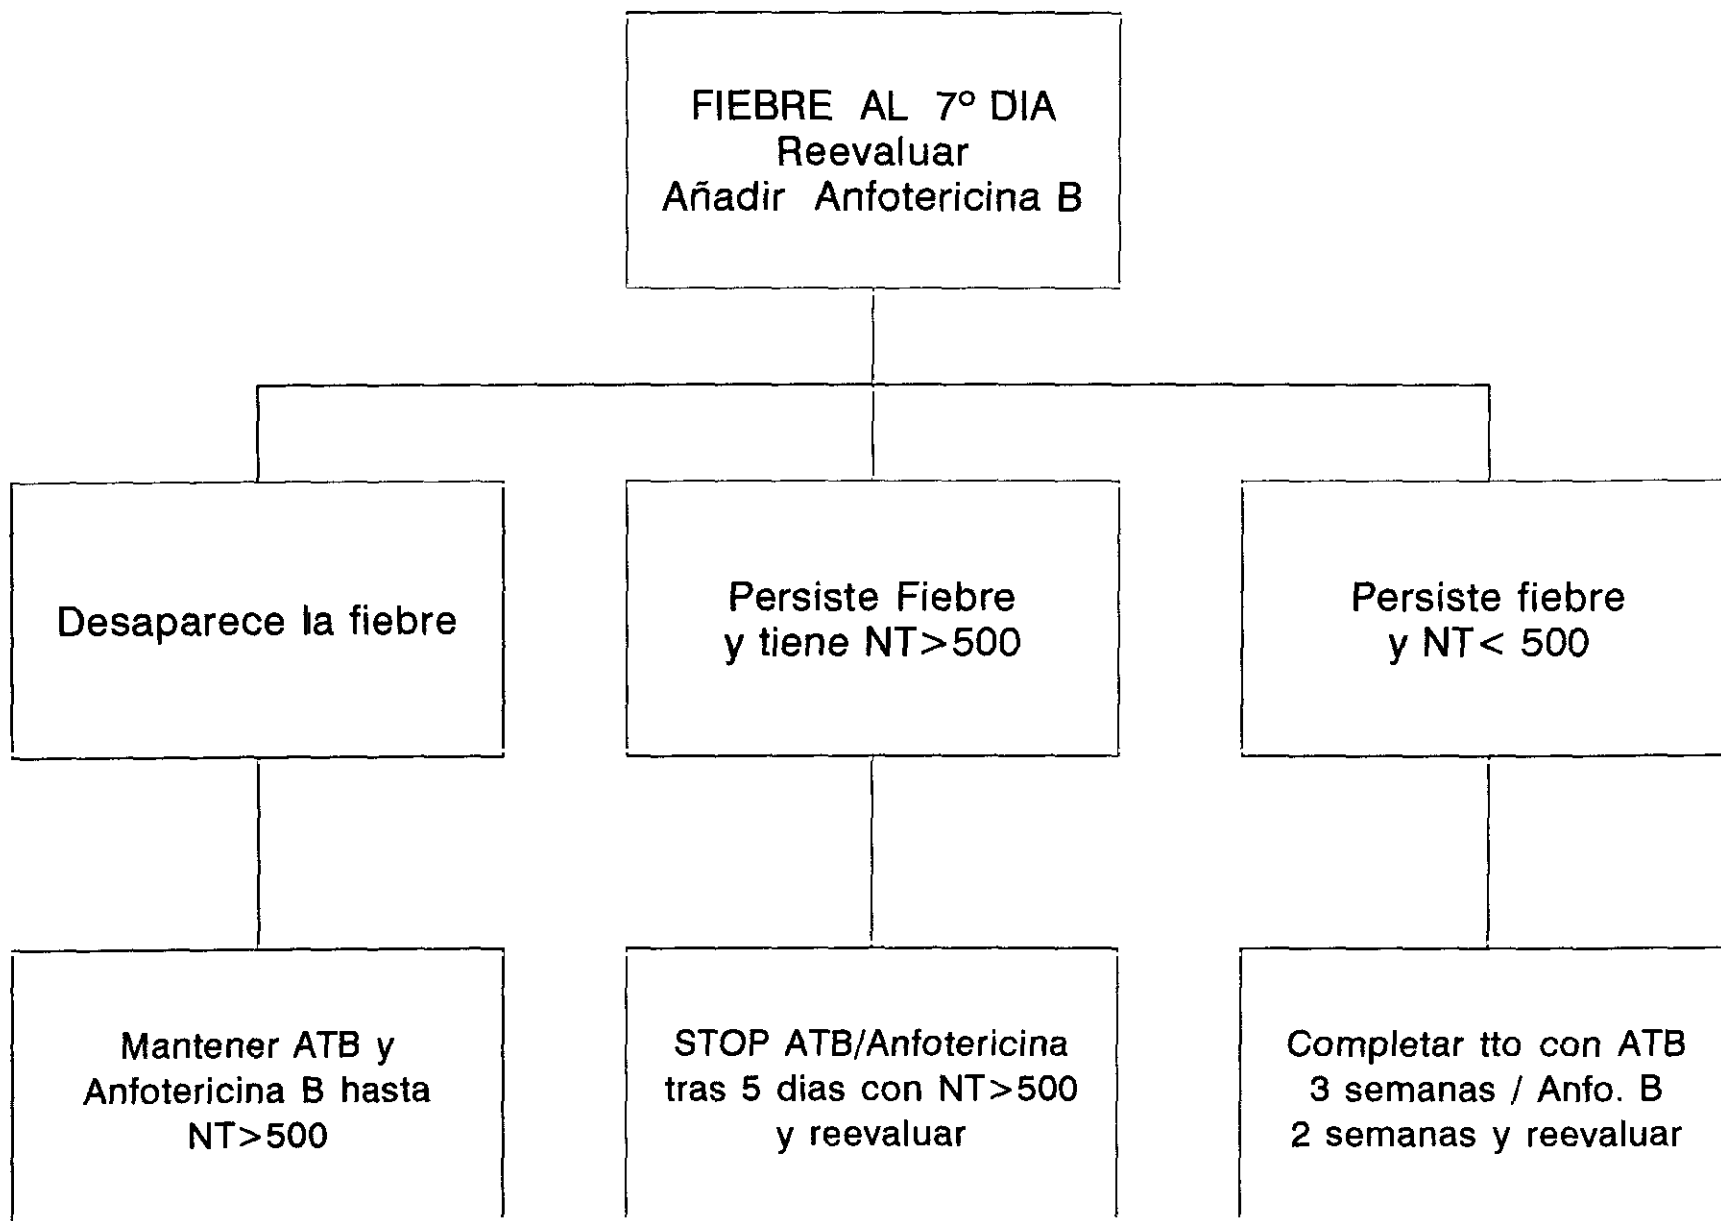 FIEBRE AL 7º DIA
Reevaluar
Añadir Anfotericina B
Desaparece la fiebre
Persiste Fiebre
y tiene NT>500
Persiste fiebre
y NT< 500
Mantener ATB y
Anfotericina B hasta
NT>500
STOP ATB/Anfotericina
tras 5 dias con NT>500
y reevaluar
Completar tto con ATB
3 semanas / Anfo. B
2 semanas y reevaluar